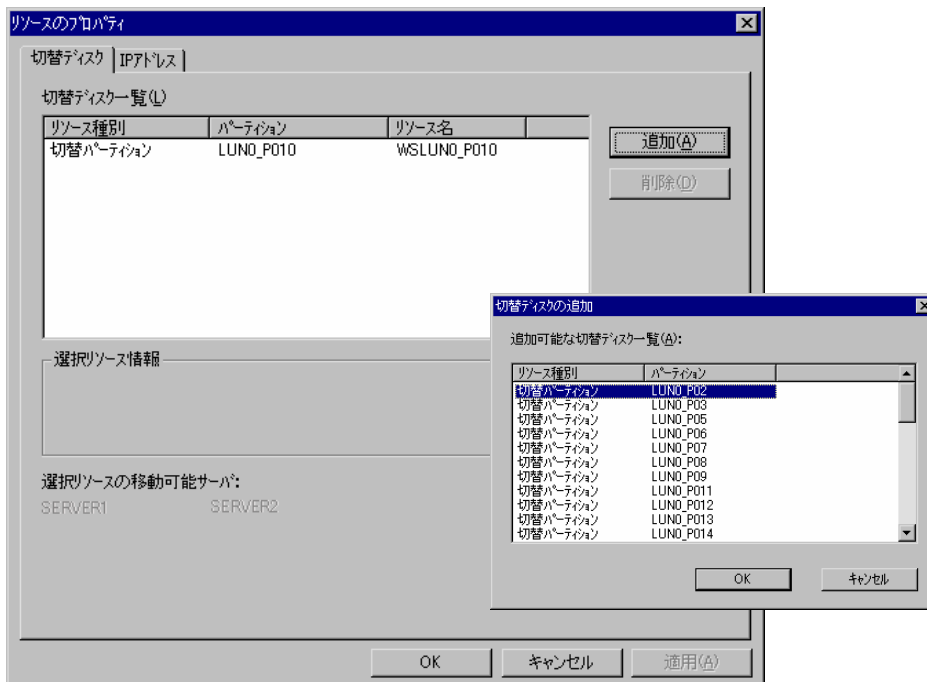 リソースのプロパティ
切替ディスク IPアドレス
切替ディスク一覧(L)
リソース種別 パーティション リソース名
切替パーティション LUN0_P010 WSLUN0_P010
追加(A)
削除(D)
選択リソース情報
選択リソースの移動可能サーバ:
SERVER1 SERVER2
OK キャンセル 適用(A)
切替ディスクの追加
追加可能な切替ディスク一覧(A):
リソース種別 パーティション
切替パーティション LUN0_P02
切替パーティション LUN0_P03
切替パーティション LUN0_P05
切替パーティション LUN0_P06
切替パーティション LUN0_P07
切替パーティション LUN0_P08
切替パーティション LUN0_P09
切替パーティション LUN0_P011
切替パーティション LUN0_P012
切替パーティション LUN0_P013
切替パーティション LUN0_P014
OK キャンセル